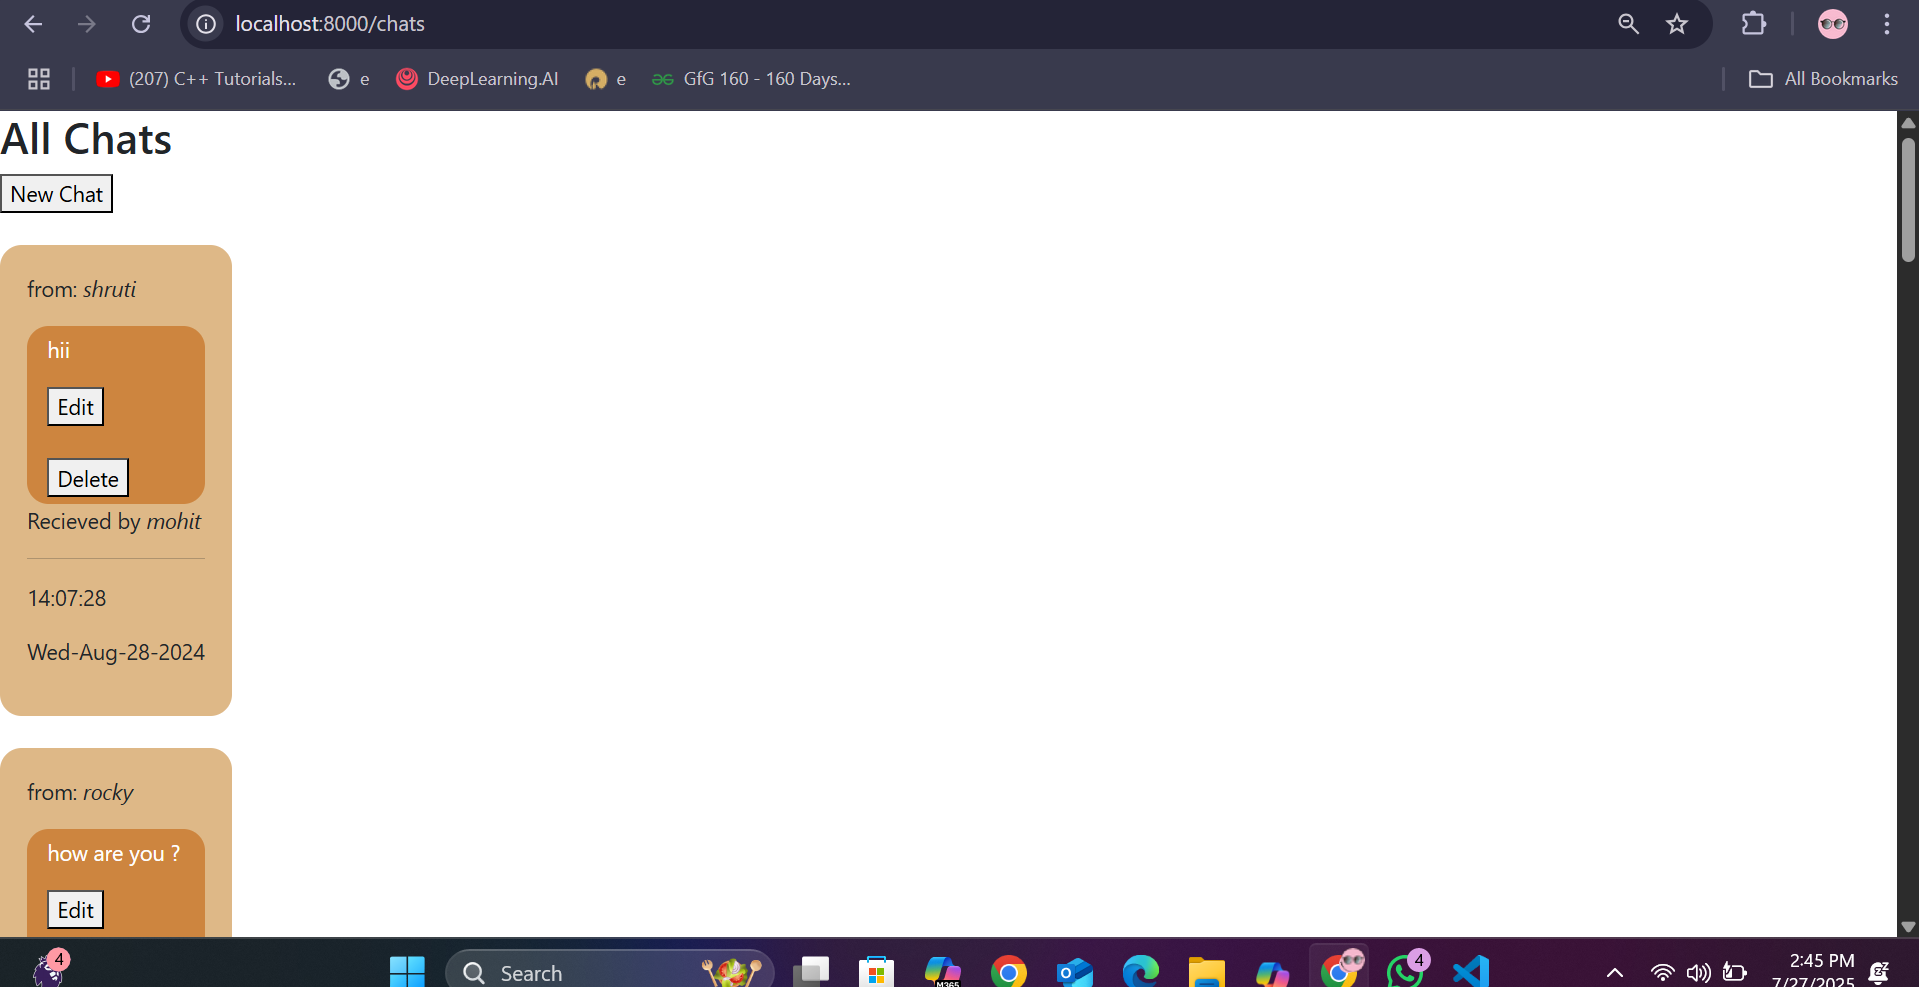 localhost:8000/chats
(207) C++ Tutorials...
e
DeepLearning.AI
e
GfG 160 - 160 Days...
All Bookmarks
All Chats
New Chat
from: shruti
hii
Edit
Delete
Recieved by mohit
14:07:28
Wed-Aug-28-2024
from: rocky
how are you ?
Edit
4
Search
M365
4
2:45 PM
7/27/2025